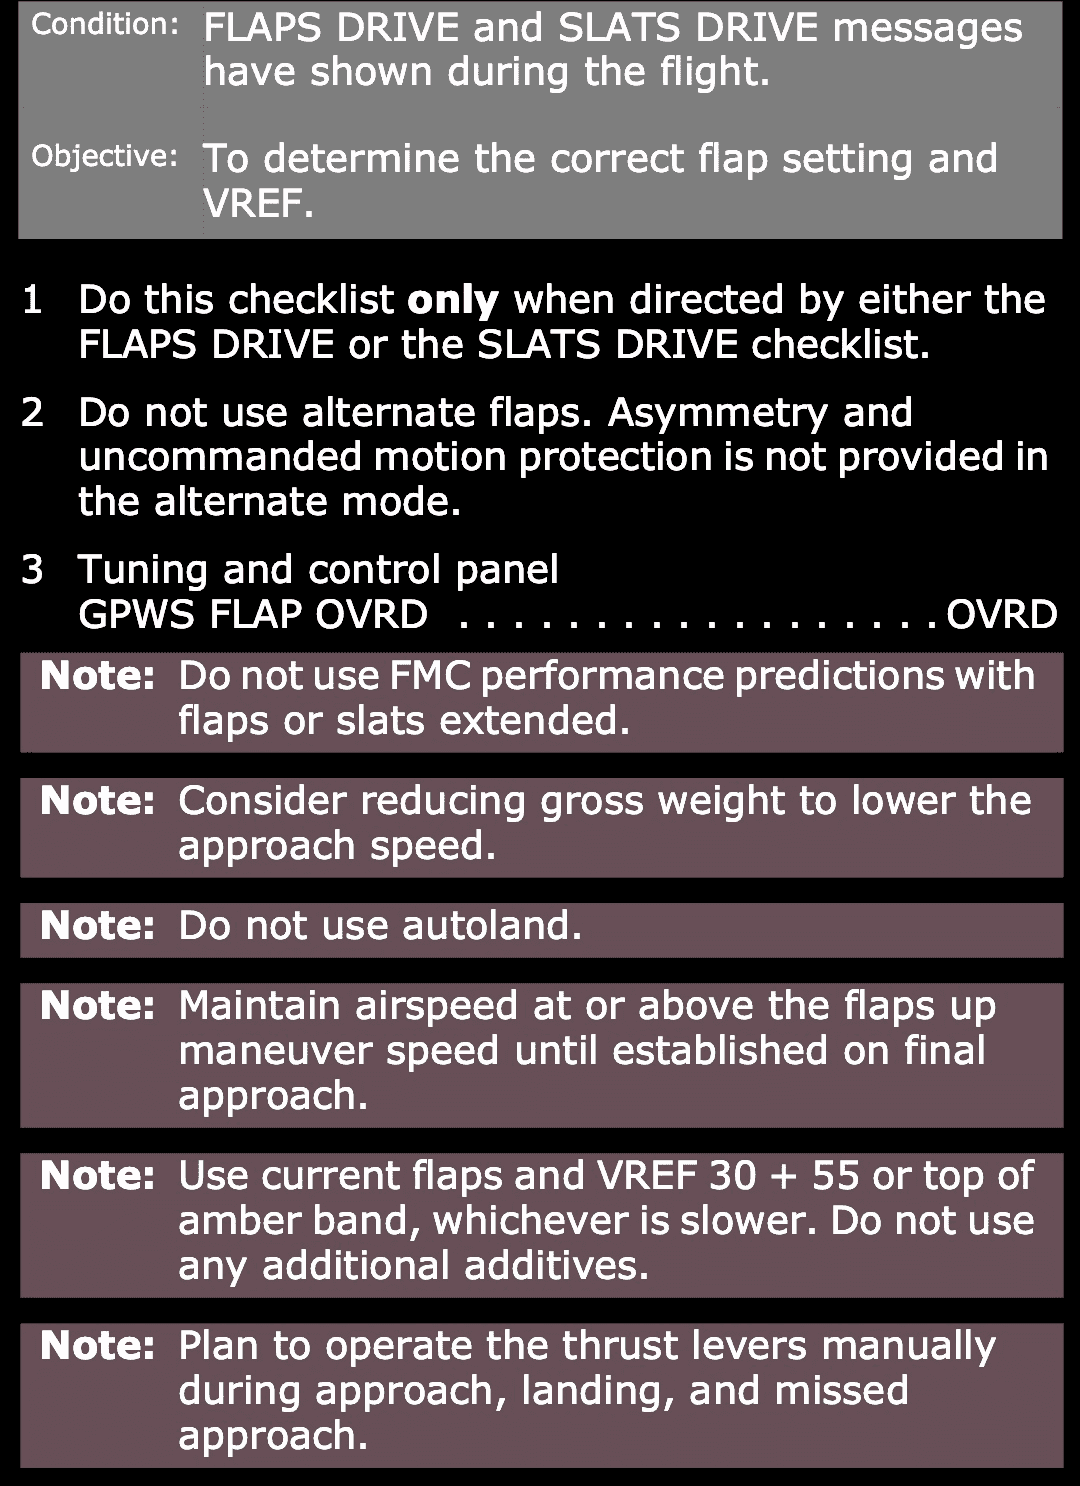 Condition: FLAPS DRIVE and SLATS DRIVE messages
have shown during the flight.
Objective: To determine the correct flap setting and
VREF.
1 Do this checklist only when directed by either the
FLAPS DRIVE or the SLATS DRIVE checklist.
2 Do not use alternate flaps. Asymmetry and
uncommanded motion protection is not provided in
the alternate mode.
3 Tuning and control panel
GPWS FLAP OVRD . . . . . . . . . . . . . . . . . . OVRD
Note: Do not use FMC performance predictions with
flaps or slats extended.
Note: Consider reducing gross weight to lower the
approach speed.
Note: Do not use autoland.
Note: Maintain airspeed at or above the flaps up
maneuver speed until established on final
approach.
Note: Use current flaps and VREF 30 + 55 or top of
amber band, whichever is slower. Do not use
any additional additives.
Note: Plan to operate the thrust levers manually
during approach, landing, and missed
approach.